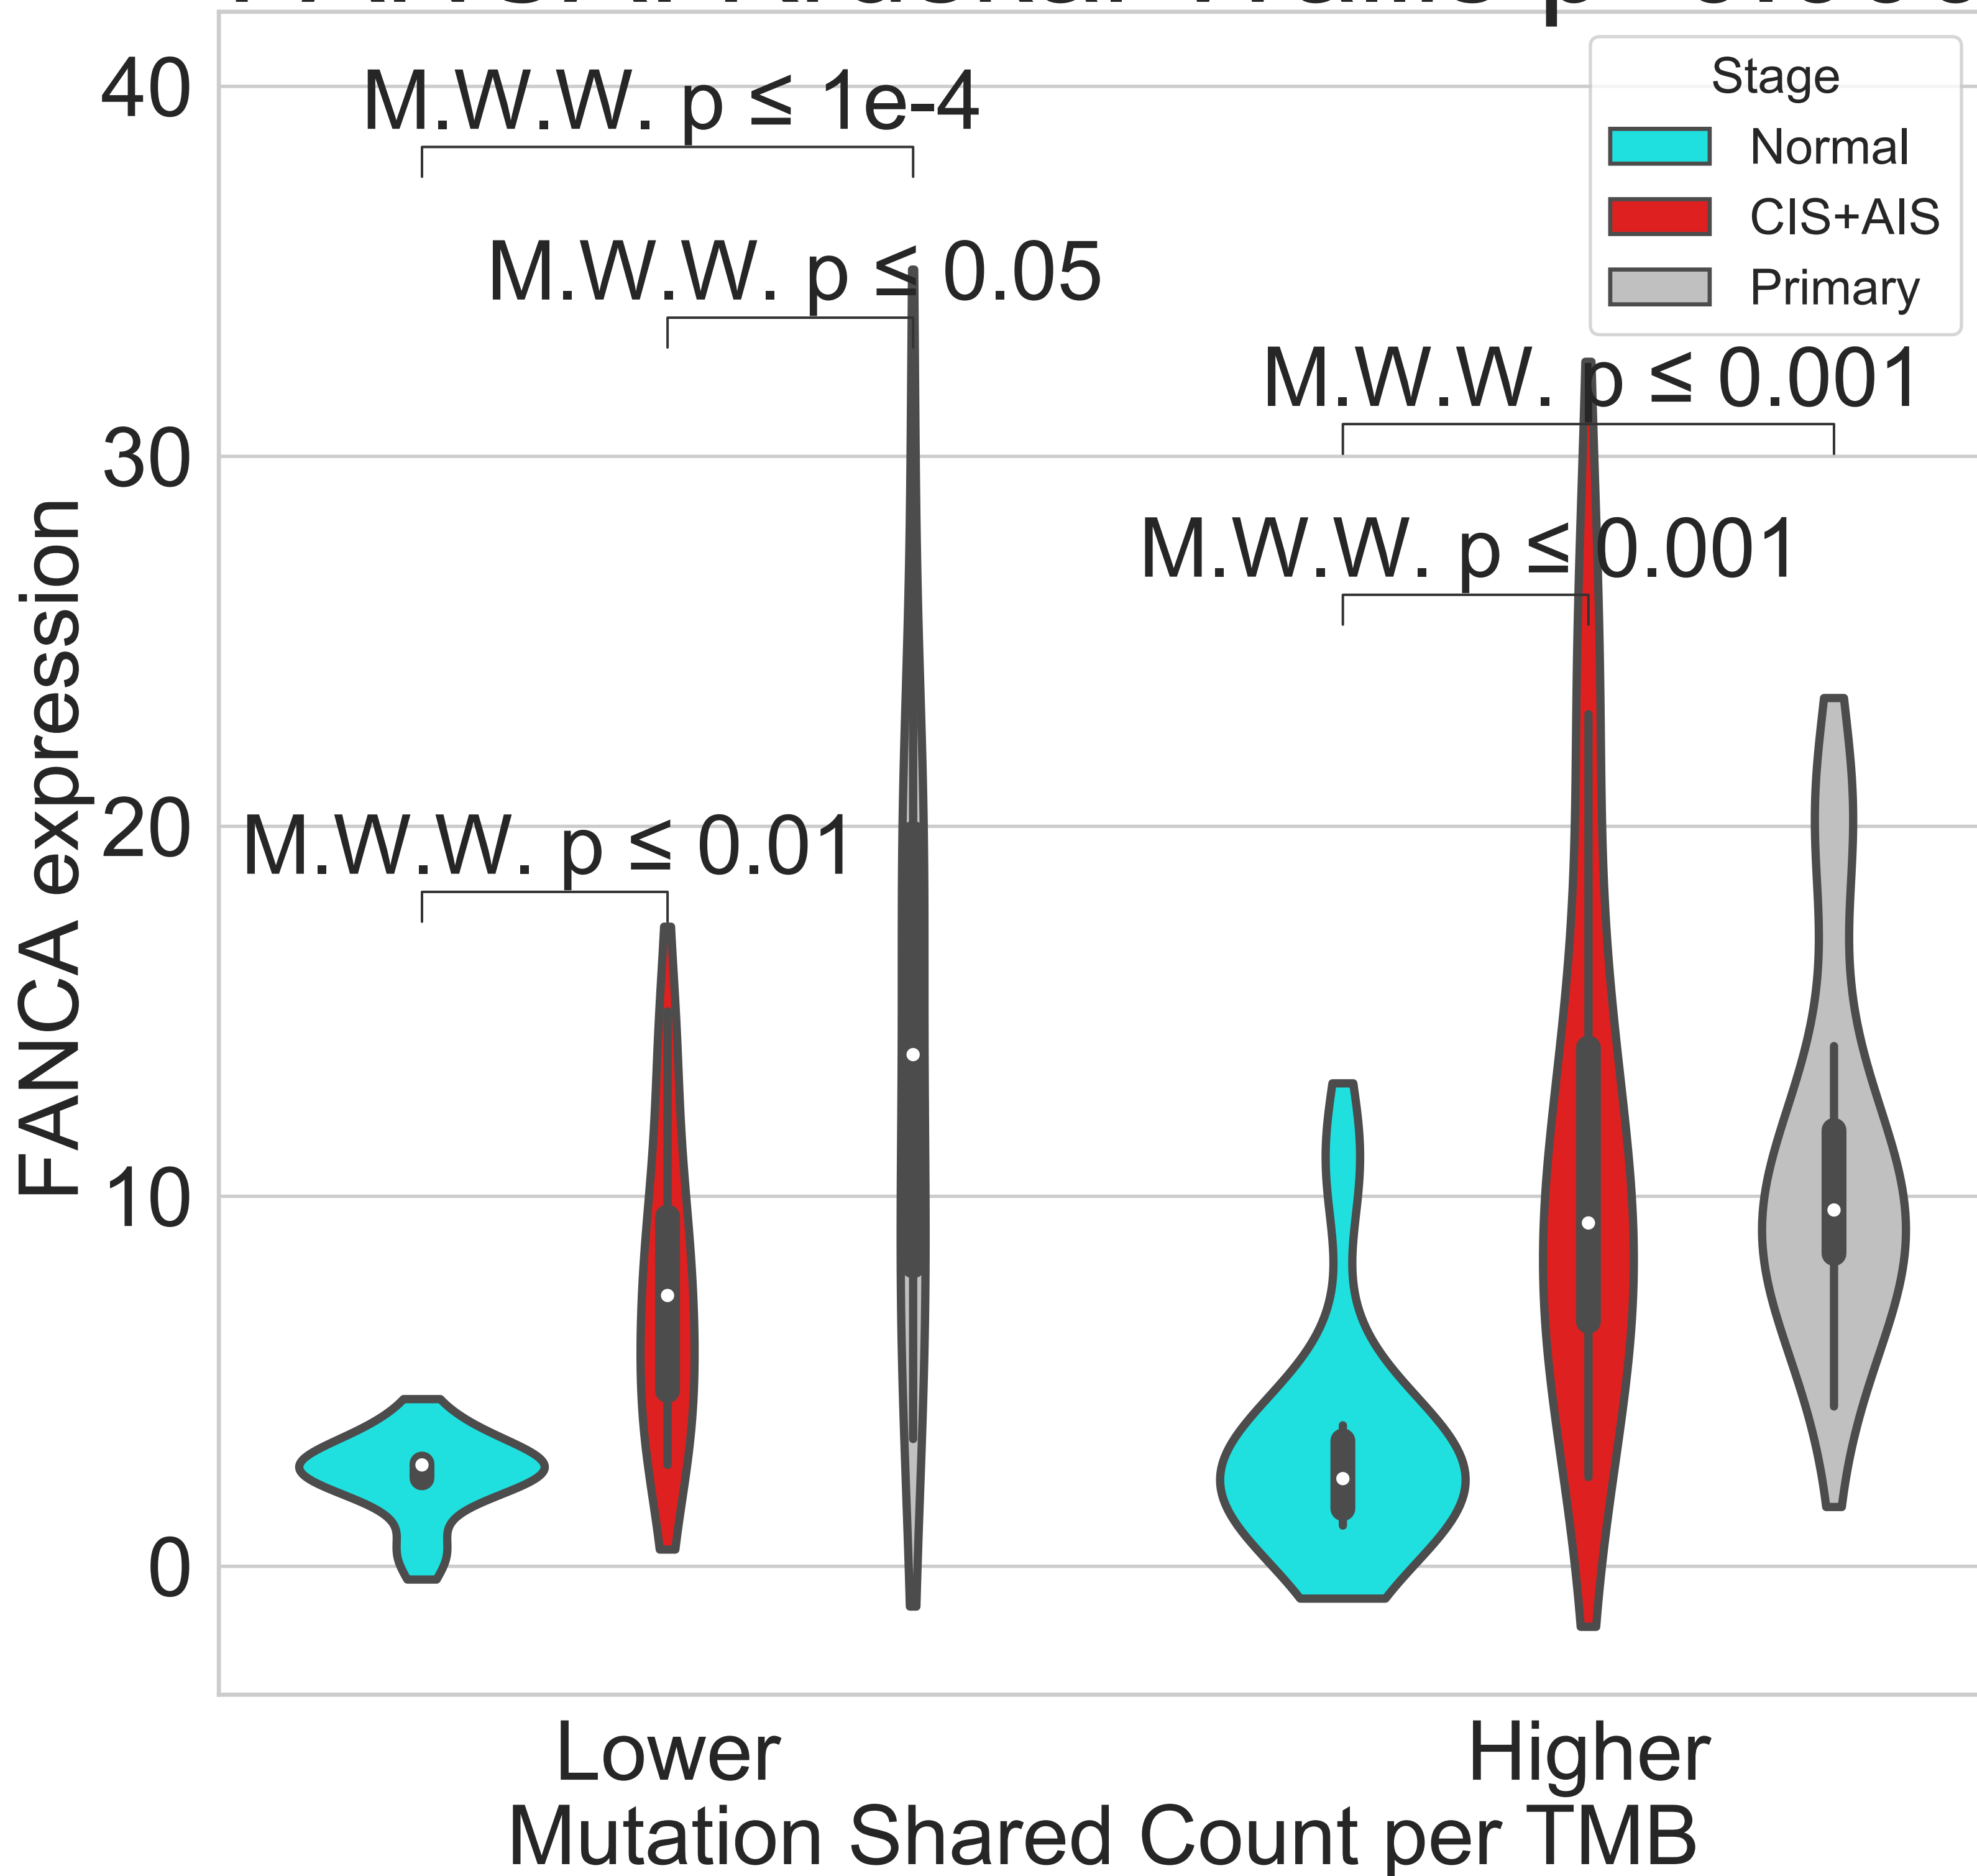 40
30
20
10
0
FANCA expression
M.W.W. p ≤ 1e-4
M.W.W. p ≤ 0.05
M.W.W. p ≤ 0.01
M.W.W. p ≤ 0.001
M.W.W. p ≤ 0.001
Stage
Normal
CIS+AIS
Primary
Lower
Higher
Mutation Shared Count per TMB